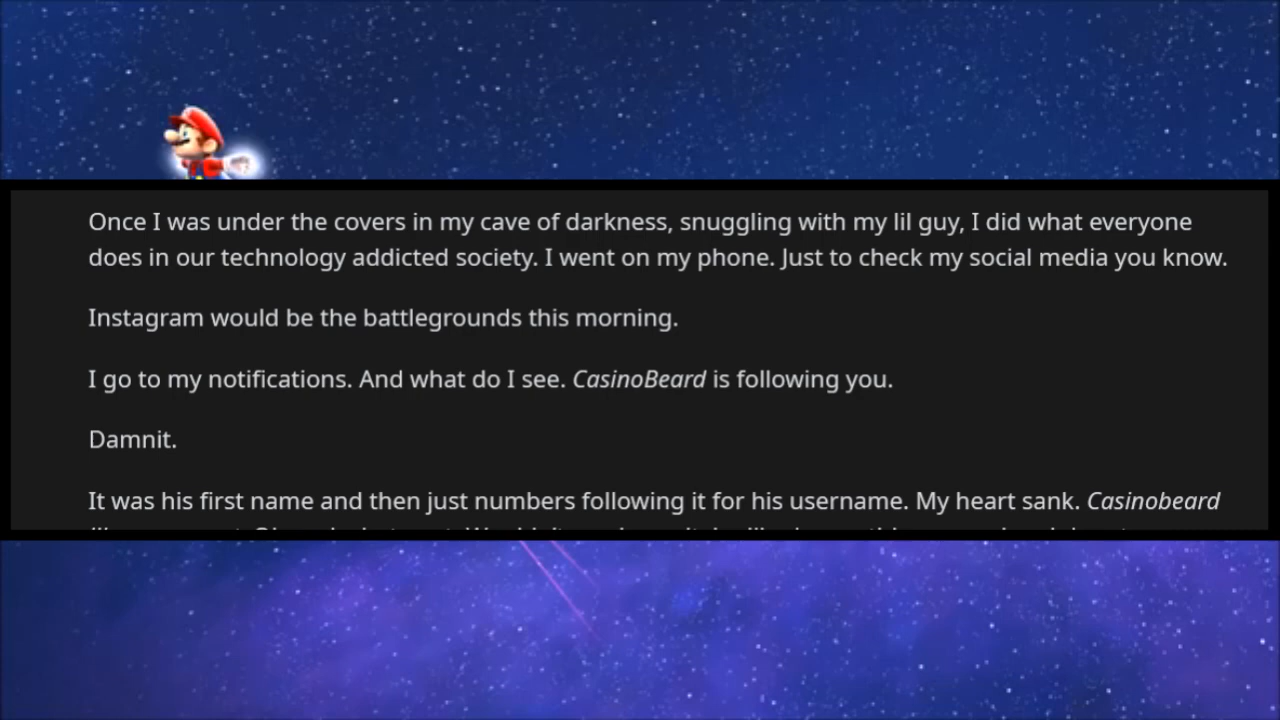 Once I was under the covers in my cave of darkness, snuggling with my lil guy, I did what everyone
does in our technology addicted society. I went on my phone. Just to check my social media you know.
Instagram would be the battlegrounds this morning.
I go to my notifications. And what do I see. CasinoBeard is following you.
Damnit.
It was his first name and then just numbers following it for his username. My heart sank. Casinobeard